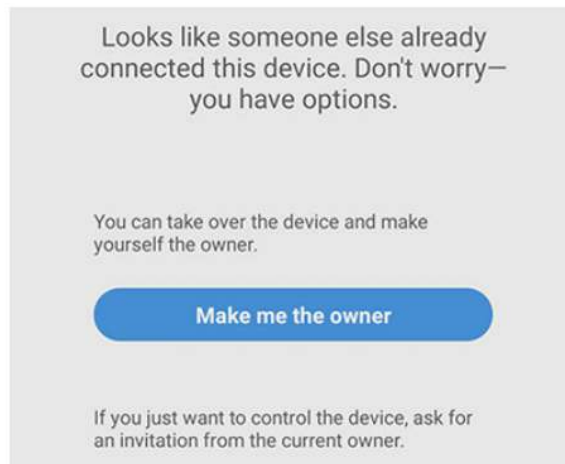 Looks like someone else already
connected this device. Don't worry—
you have options.
You can take over the device and make
yourself the owner.
Make me the owner
If you just want to control the device, ask for
an invitation from the current owner.